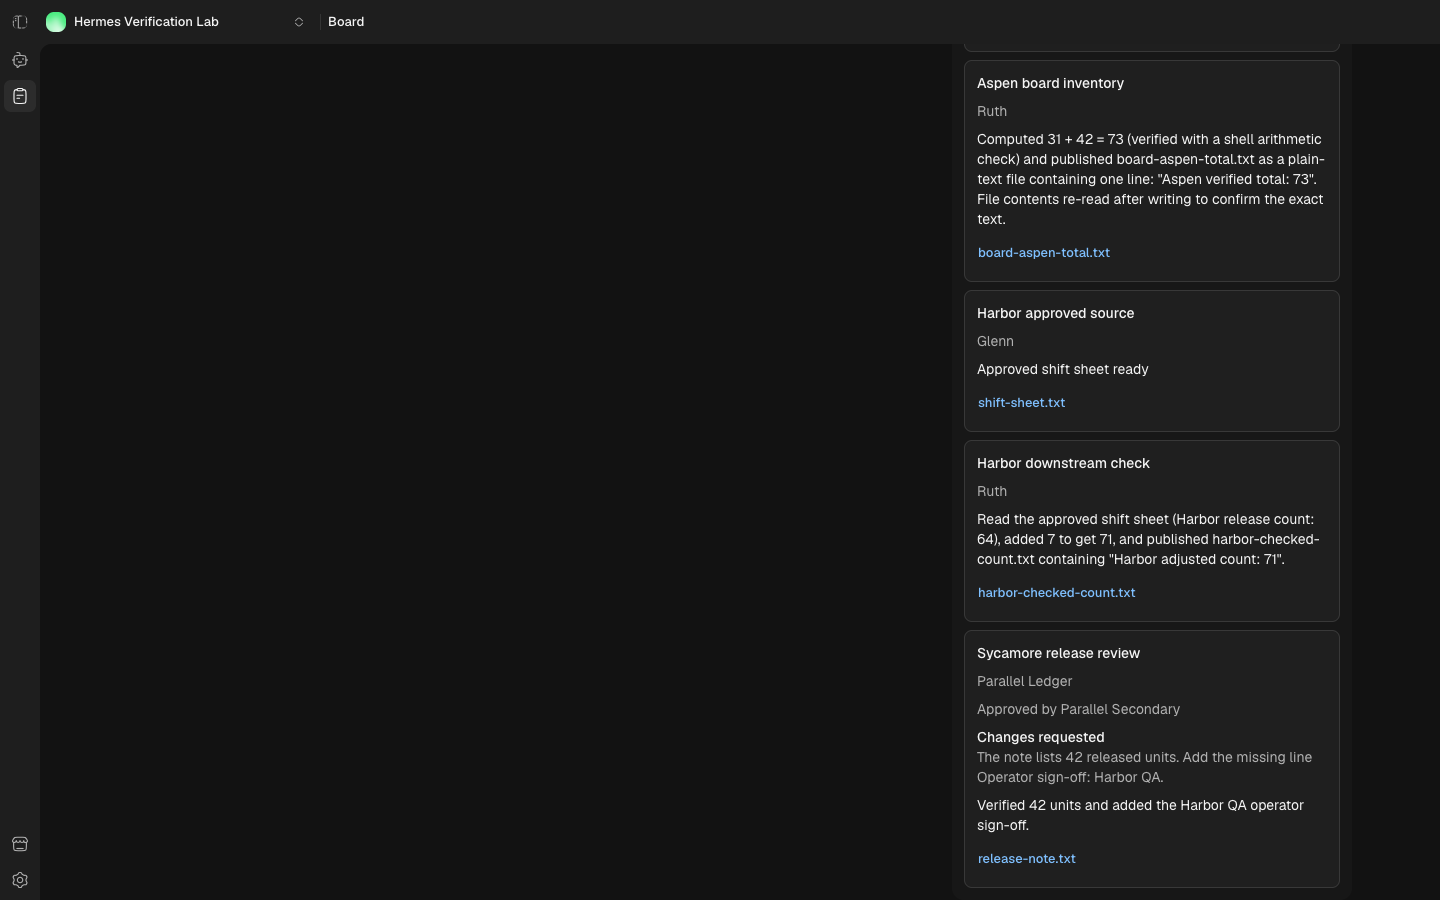 Hermes Verification Lab
Board
Aspen board inventory
Ruth
Computed 31 + 42 = 73 (verified with a shell arithmetic
check) and published board-aspen-total.txt as a plain-
text file containing one line: "Aspen verified total: 73".
File contents re-read after writing to confirm the exact
text.
board-aspen-total.txt
Harbor approved source
Glenn
Approved shift sheet ready
shift-sheet.txt
Harbor downstream check
Ruth
Read the approved shift sheet (Harbor release count:
64), added 7 to get 71, and published harbor-checked-
count.txt containing "Harbor adjusted count: 71".
harbor-checked-count.txt
Sycamore release review
Parallel Ledger
Approved by Parallel Secondary
Changes requested
The note lists 42 released units. Add the missing line
Operator sign-off: Harbor QA.
Verified 42 units and added the Harbor QA operator
sign-off.
release-note.txt